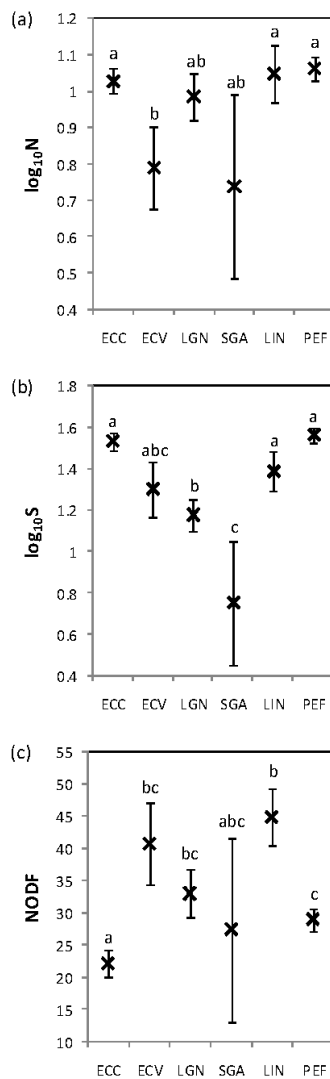 (a)
1.2
1.1
1
0.9
0.8
0.7
0.6
0.5
0.4
log10N
a
b
ab
ab
a
a
ECC ECV LGN SGA LIN PEF
(b)
1.8
1.6
1.4
1.2
1
0.8
0.6
0.4
log10S
a
abc
b
c
a
a
ECC ECV LGN SGA LIN PEF
(c)
55
50
45
40
35
30
25
20
15
10
NODF
a
bc
bc
abc
b
c
ECC ECV LGN SGA LIN PEF